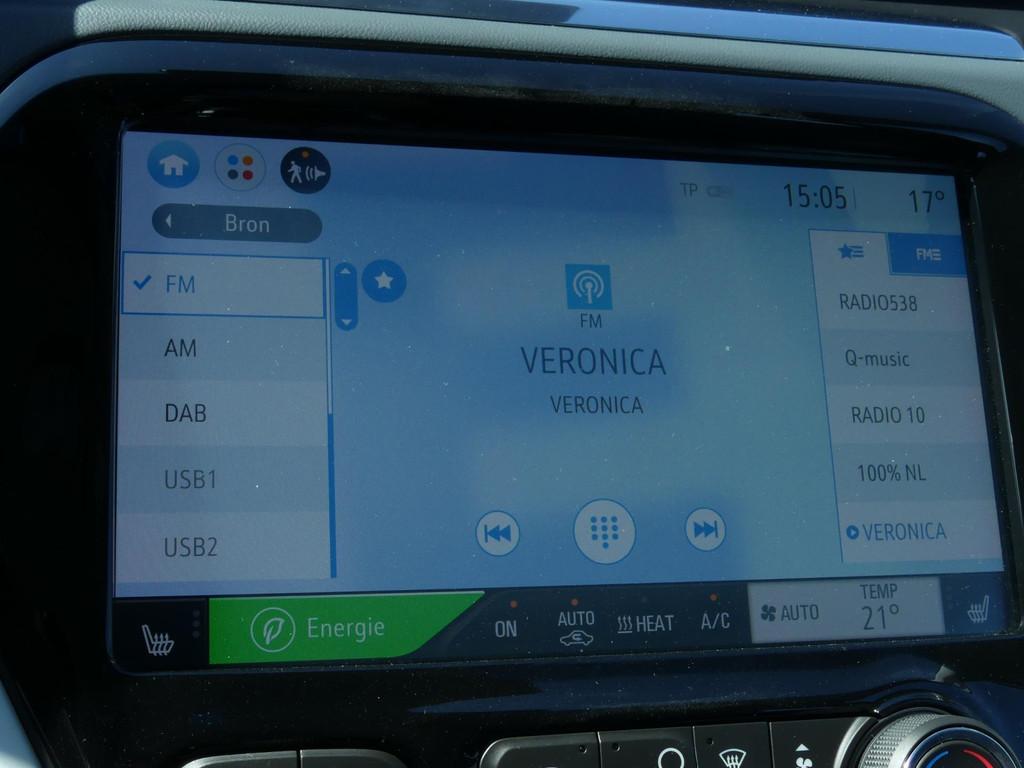 TP
15:05
17°
Bron
FM
AM
DAB
USB1
USB2
FM
VERONICA
VERONICA
FM
RADIO538
Q-music
RADIO 10
100% NL
VERONICA
Energie
ON
AUTO
HEAT
A/C
AUTO
TEMP
21°